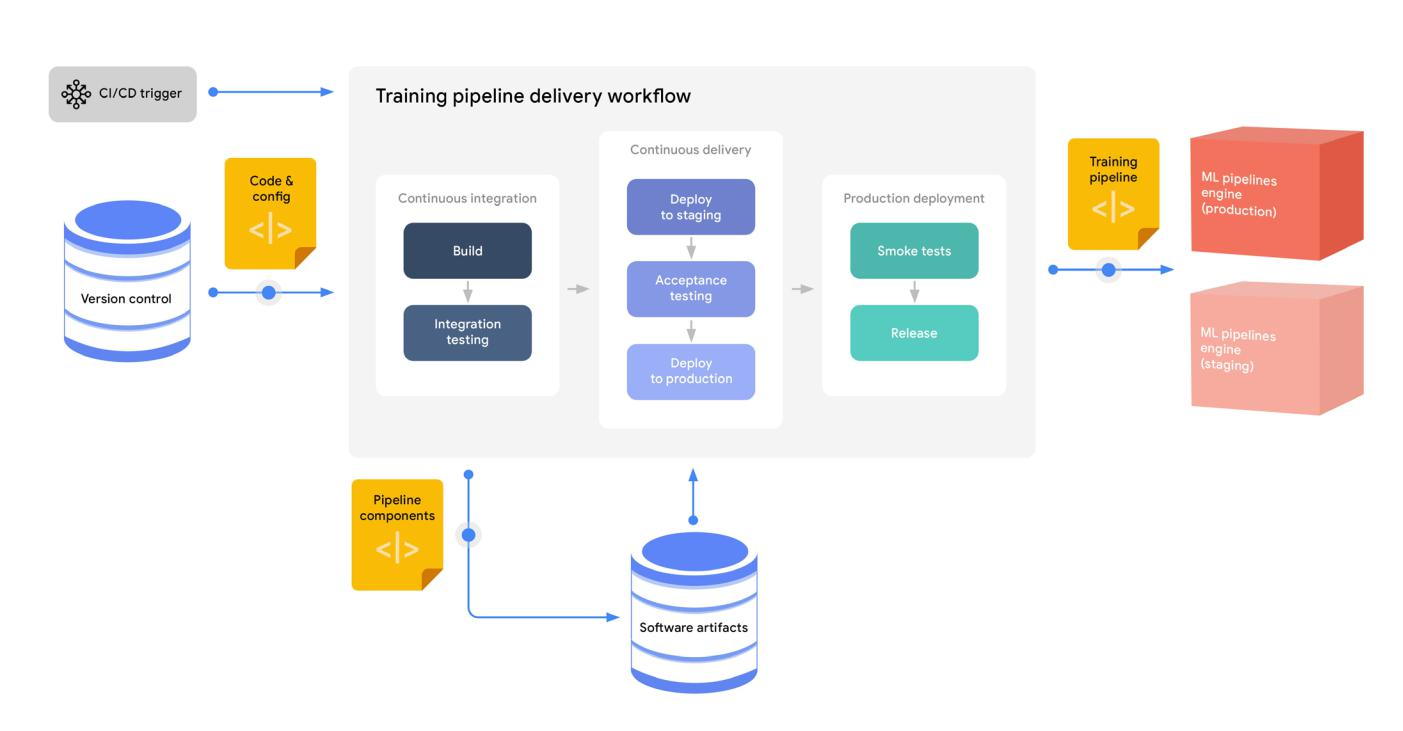 CI/CD trigger
Training pipeline delivery workflow
Code &
config
</>
Version control
Continuous integration
Build
Integration
testing
Continuous delivery
Deploy
to staging
Acceptance
testing
Deploy
to production
Production deployment
Smoke tests
Release
Training
pipeline
</>
ML pipelines
engine
(production)
ML pipelines
engine
(staging)
Pipeline
components
</>
Software artifacts